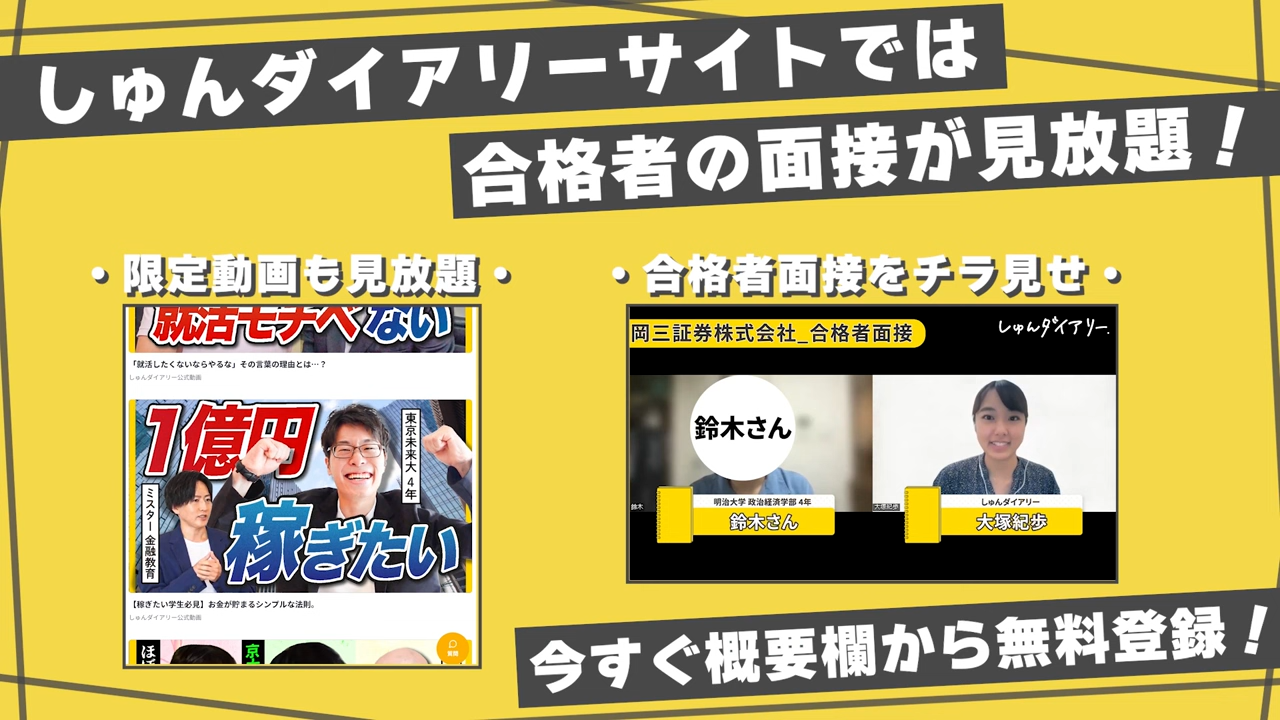 しゅんダイアリーサイトでは
合格者の面接が見放題！
・限定動画も見放題・
就活モチベない
「就活したくないならやるな」その言葉の理由とは…？
しゅんダイアリー公式動画
1億円
稼ぎたい
東京未来大 4年
ミスター金融教育
【稼ぎたい学生必見】お金が貯まるシンプルな法則。
しゅんダイアリー公式動画
質問
・合格者面接をチラ見せ・
岡三証券株式会社_合格者面接
しゅんダイアリー.
鈴木さん
鈴木
明治大学 政治経済学部 4年
鈴木さん
大塚紀歩
しゅんダイアリー
大塚紀歩
今すぐ概要欄から無料登録！